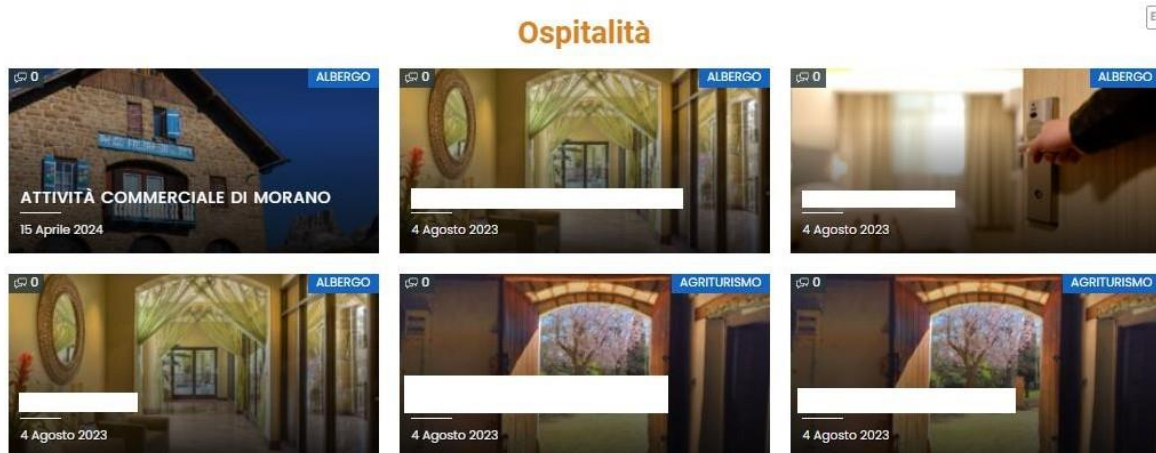 Ospitalità
0
ALBERGO
0
ALBERGO
0
ALBERGO
ATTIVITÀ COMMERCIALE DI MORANO
15 Aprile 2024
4 Agosto 2023
4 Agosto 2023
0
ALBERGO
0
AGRITURISMO
0
AGRITURISMO
4 Agosto 2023
4 Agosto 2023
4 Agosto 2023